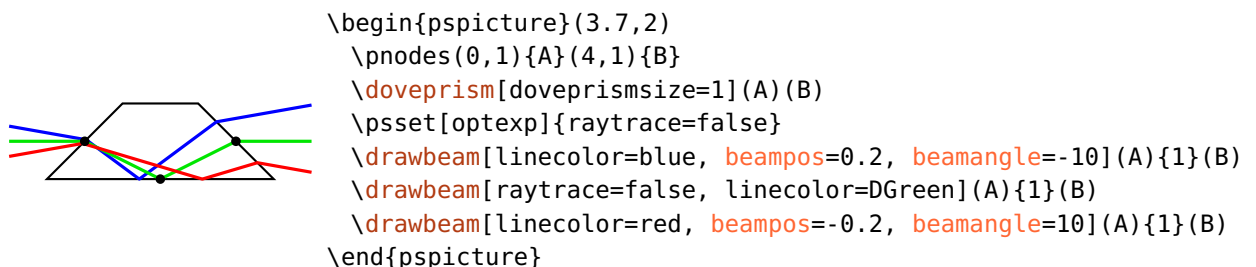 \begin{pspicture}(3.7,2)
\pnodes(0,1){A}(4,1){B}
\doveprism[doveprismsize=1](A)(B)
\psset[optexp]{raytrace=false}
\drawbeam[linecolor=blue, beampos=0.2, beamangle=-10](A){1}(B)
\drawbeam[raytrace=false, linecolor=DGreen](A){1}(B)
\drawbeam[linecolor=red, beampos=-0.2, beamangle=10](A){1}(B)
\end{pspicture}